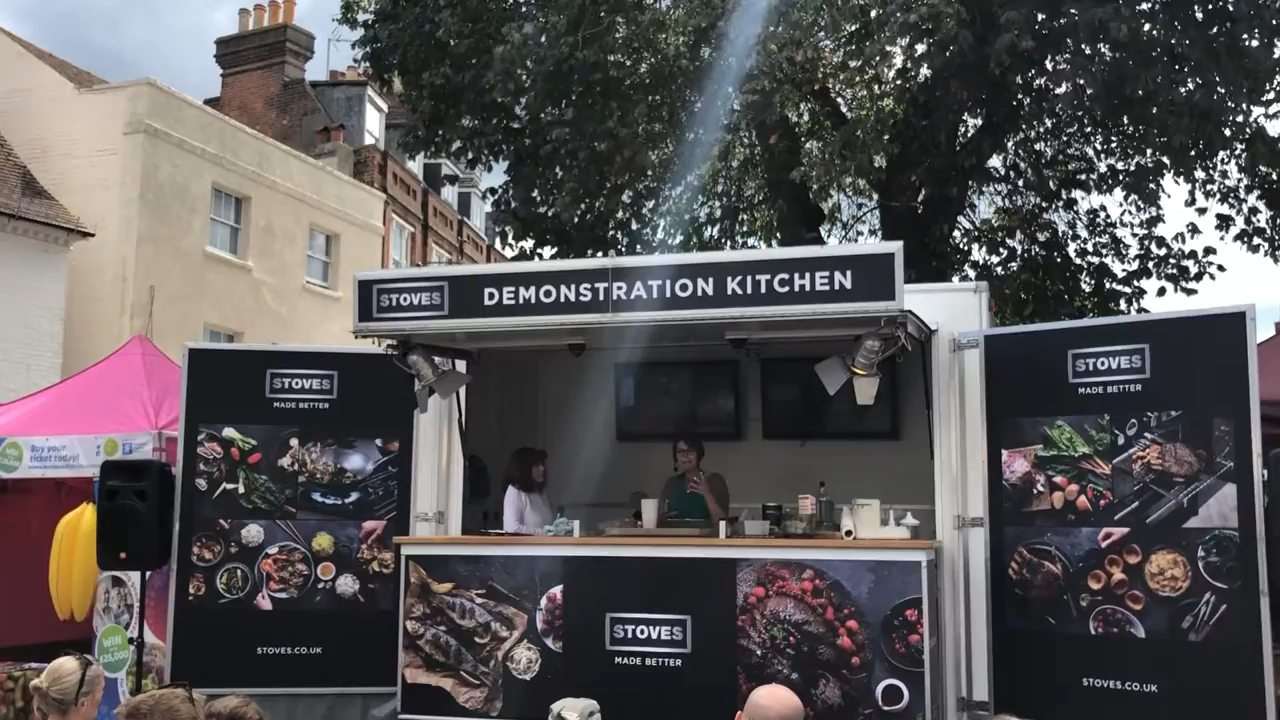 STOVES
DEMONSTRATION KITCHEN
STOVES
MADE BETTER
STOVES.CO.UK
STOVES
MADE BETTER
STOVES
MADE BETTER
STOVES.CO.UK
Buy your
ticket today!
WIN
£25,000